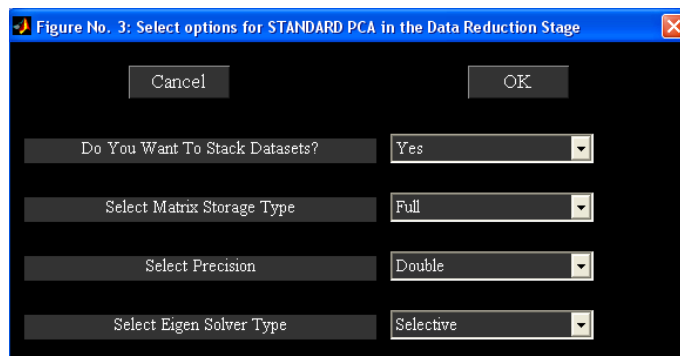 Figure No. 3: Select options for STANDARD PCA in the Data Reduction Stage
Cancel OK
Do You Want To Stack Datasets? Yes
Select Matrix Storage Type Full
Select Precision Double
Select Eigen Solver Type Selective